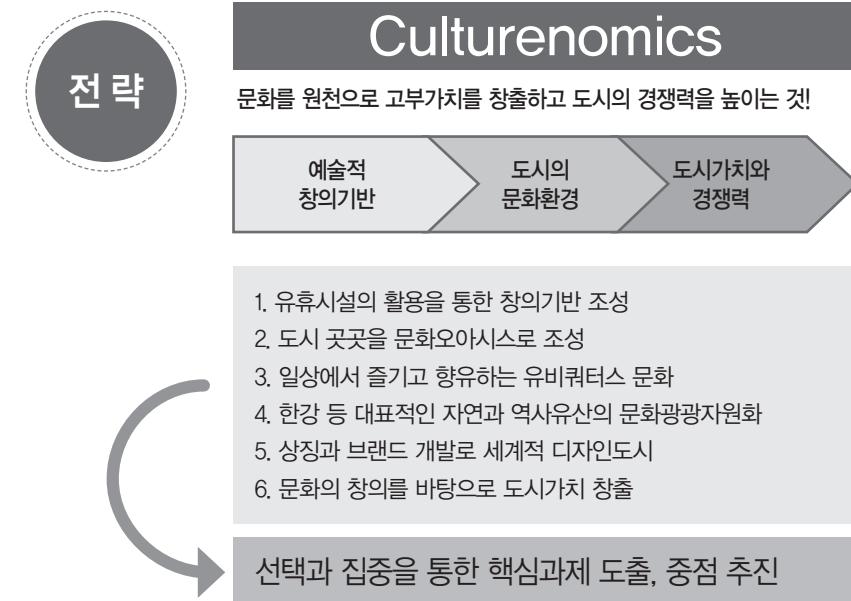 전략
Culturenomics
문화를 원천으로 고부가치를 창출하고 도시의 경쟁력을 높이는 것!
예술적
창의기반
도시의
문화환경
도시가치와
경쟁력
1. 유휴시설의 활용을 통한 창의기반 조성
2. 도시 곳곳을 문화오아시스로 조성
3. 일상에서 즐기고 향유하는 유비쿼터스 문화
4. 한강 등 대표적인 자연과 역사유산의 문화광광자원화
5. 상징과 브랜드 개발로 세계적 디자인도시
6. 문화의 창의를 바탕으로 도시가치 창출
선택과 집중을 통한 핵심과제 도출, 중점 추진